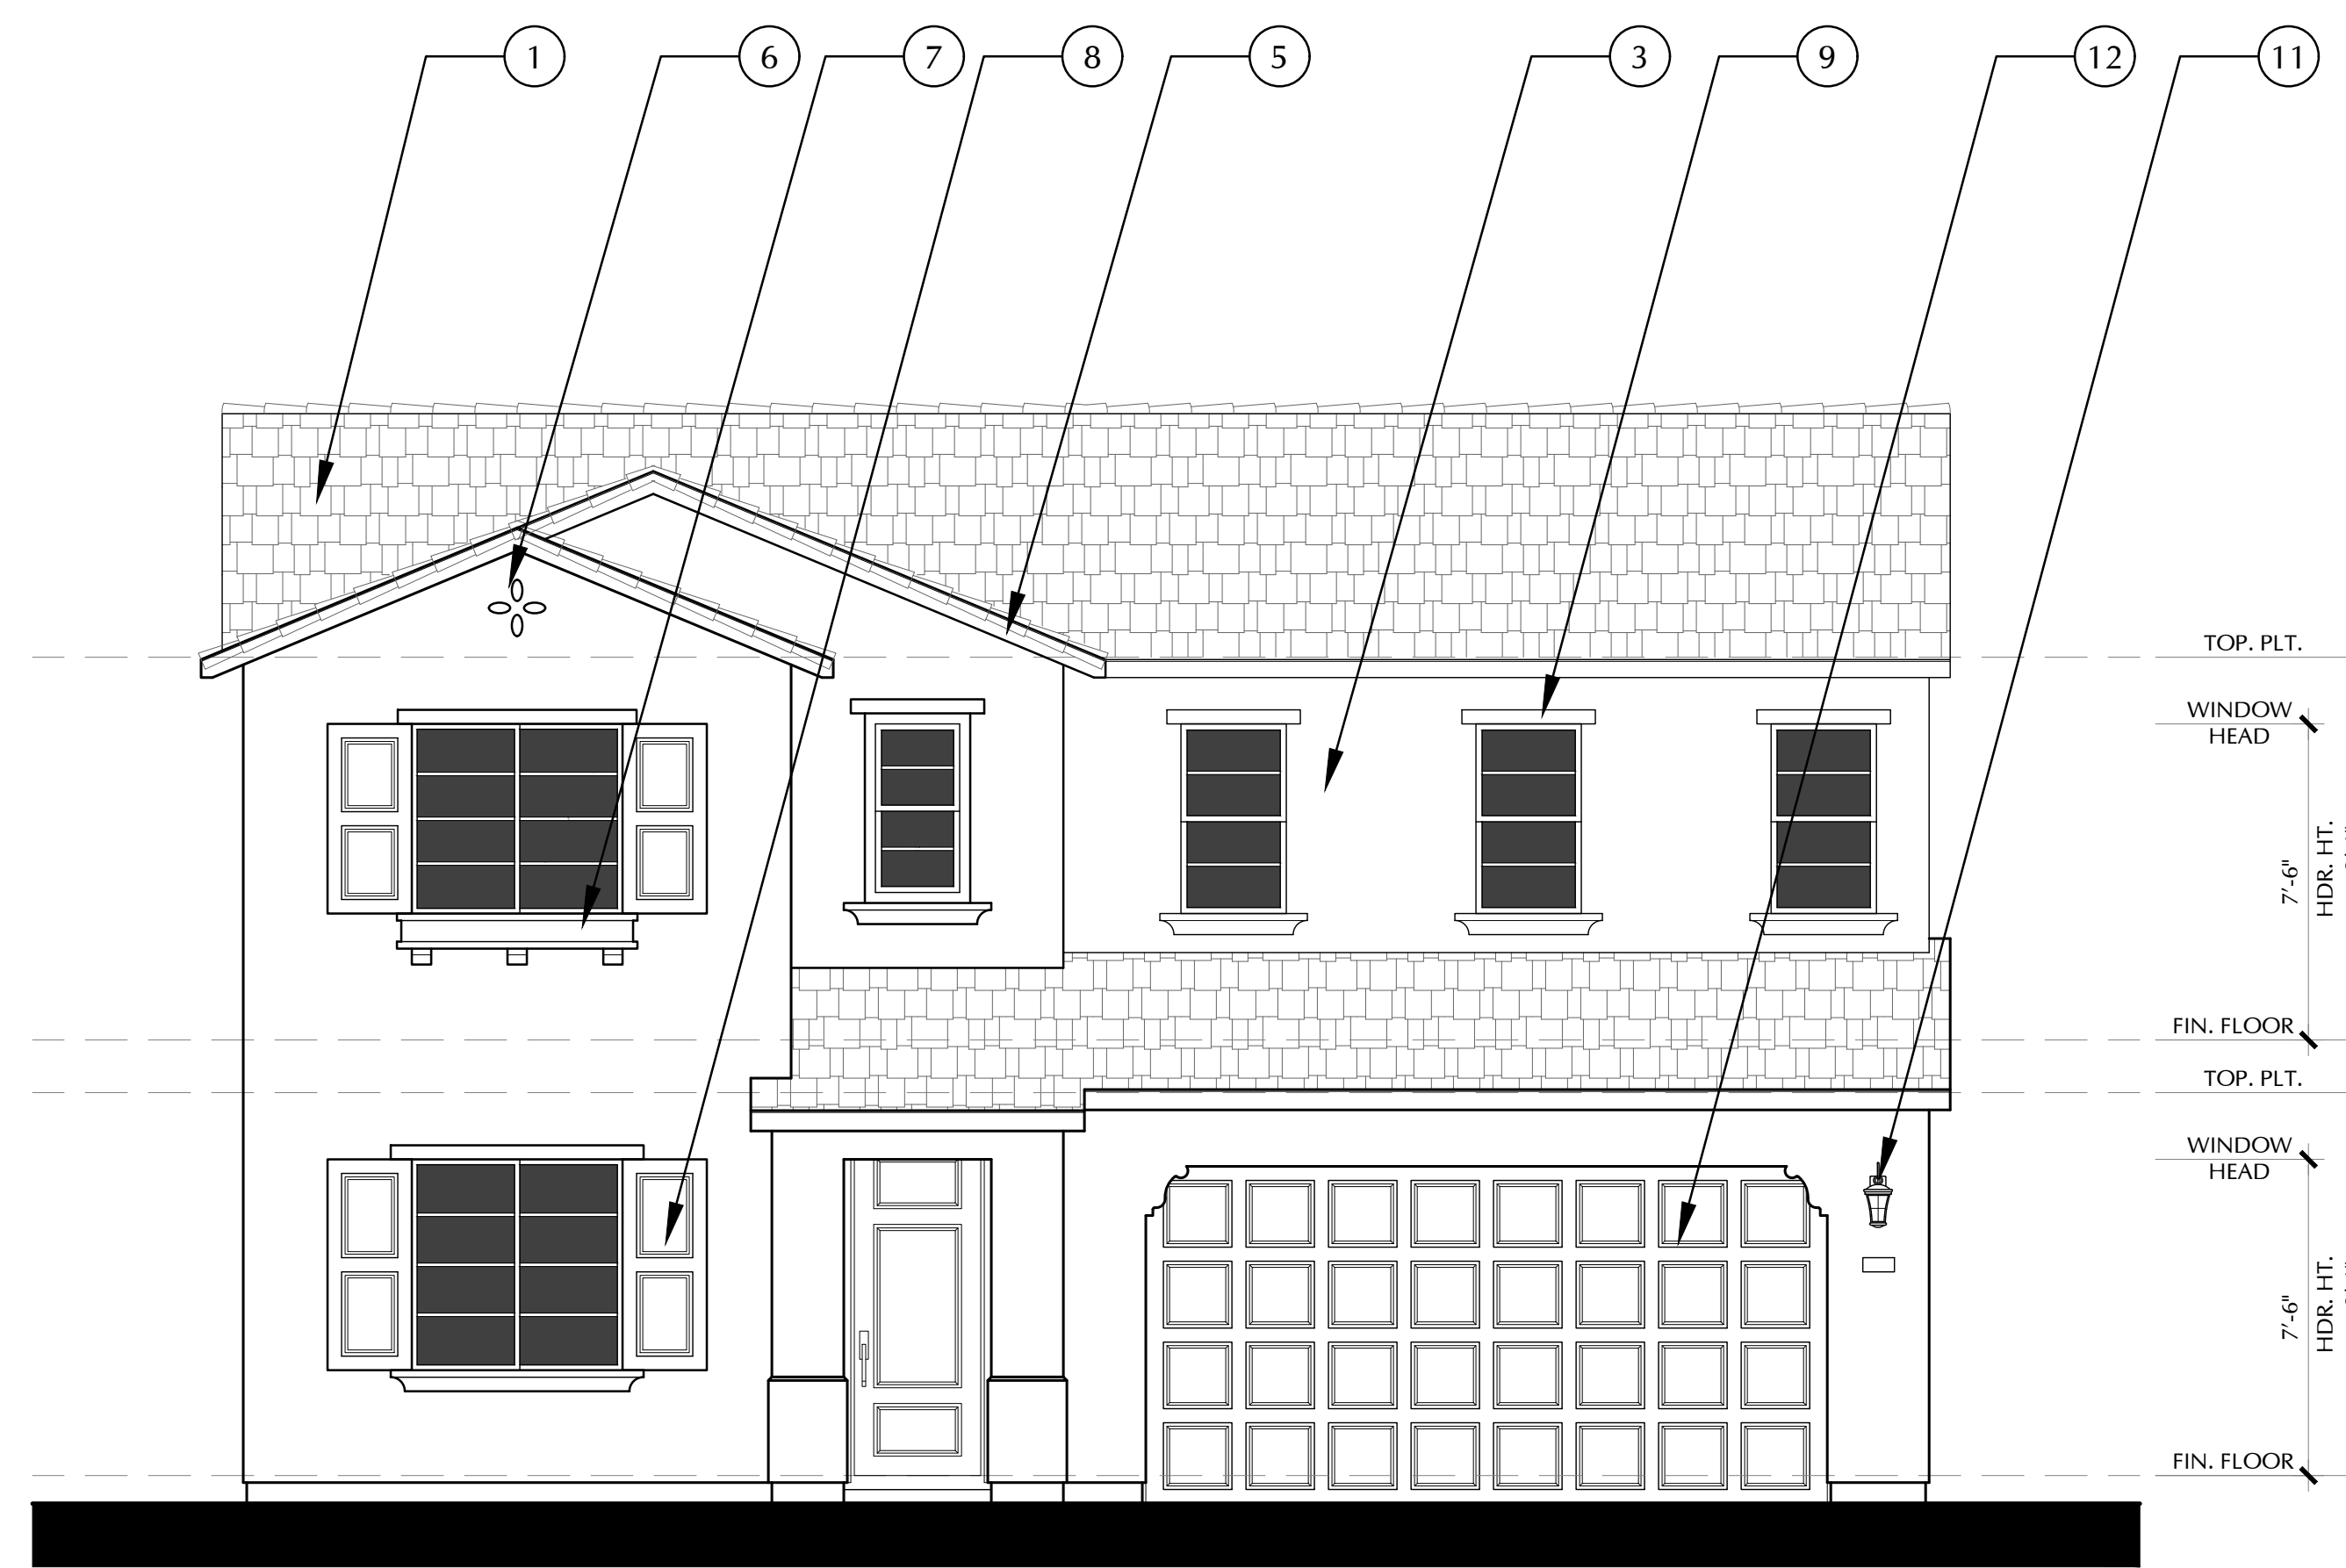 1 6 7 8 5 3 9 12 11
TOP. PLT.
WINDOW
HEAD
7'-6"
HDR. HT.
FIN. FLOOR
TOP. PLT.
WINDOW
HEAD
7'-6"
HDR. HT.
FIN. FLOOR